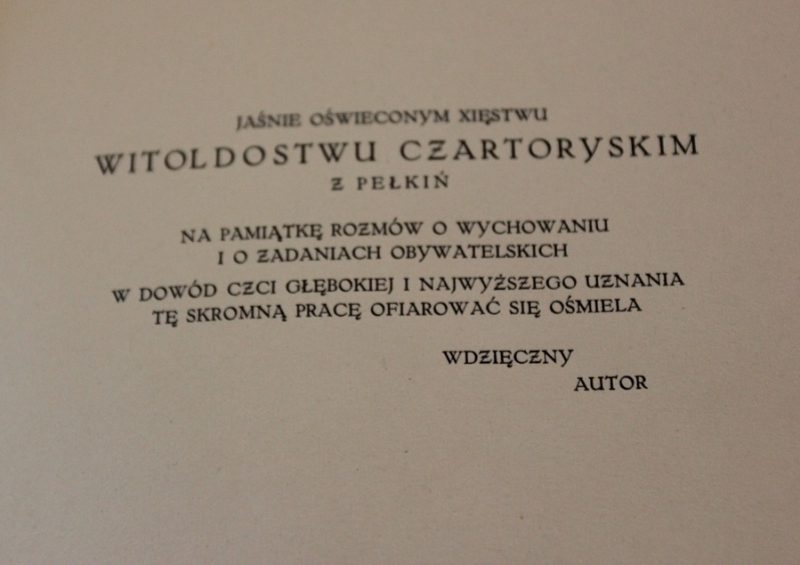 JAŚNIE OŚWIECONYM XIĘSTWU
WITOLDOSTWU CZARTORYSKIM
Z PEŁKIŃ
NA PAMIĄTKĘ ROZMÓW O WYCHOWANIU
I O ZADANIACH OBYWATELSKICH
W DOWÓD CZCI GŁĘBOKIEJ I NAJWYŻSZEGO UZNANIA
TĘ SKROMNĄ PRACĘ OFIAROWAĆ SIĘ OŚMIELA
WDZIĘCZNY
AUTOR